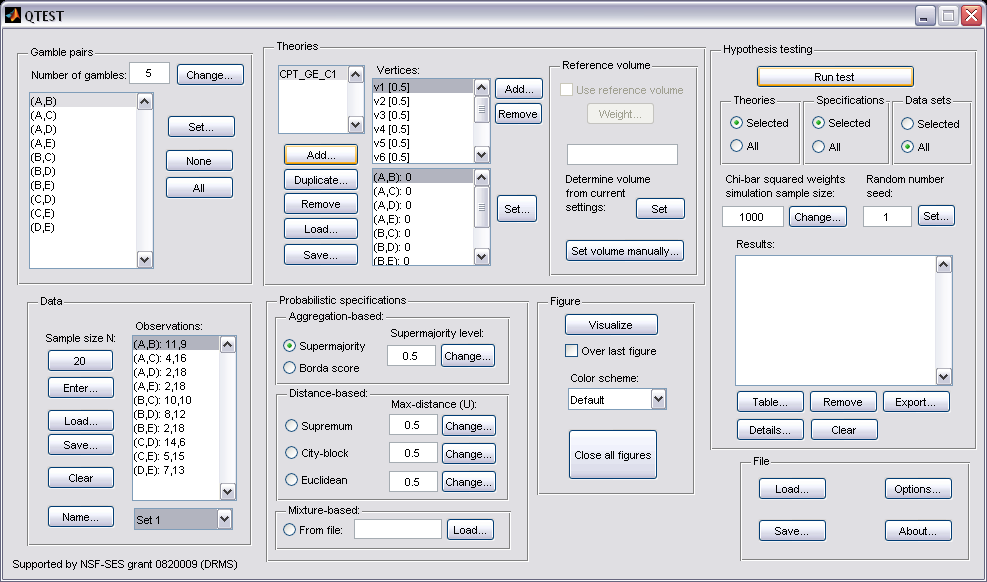 QTEST
Gamble pairs
Number of gambles: 5 Change...
(A,B)
(A,C)
(A,D)
(A,E)
(B,C)
(B,D)
(B,E)
(C,D)
(C,E)
(D,E)
Set...
None
All
Theories
CPT_GE_C1
Add...
Duplicate...
Remove
Load...
Save...
Vertices:
v1 [0.5]
v2 [0.5]
v3 [0.5]
v4 [0.5]
v5 [0.5]
v6 [0.5]
Add...
Remove
(A,B): 0
(A,C): 0
(A,D): 0
(A,E): 0
(B,C): 0
(B,D): 0
(B,E): 0
Set...
Reference volume
Use reference volume
Weight...
Determine volume
from current
settings:
Set
Set volume manually...
Hypothesis testing
Run test
Theories
Selected
All
Specifications
Selected
All
Data sets
Selected
All
Chi-bar squared weights
simulation sample size:
1000 Change...
Random number
seed:
1 Set...
Results:
Table... Remove Export...
Details... Clear
Data
Sample size N:
20
Enter...
Load...
Save...
Clear
Name...
Observations:
(A,B): 11,9
(A,C): 4,16
(A,D): 2,18
(A,E): 2,18
(B,C): 10,10
(B,D): 8,12
(B,E): 2,18
(C,D): 14,6
(C,E): 5,15
(D,E): 7,13
Set 1
Probabilistic specifications
Aggregation-based:
Supermajority
Borda score
Supermajority level:
0.5 Change...
Distance-based:
Max-distance (U):
Supremum 0.5 Change...
City-block 0.5 Change...
Euclidean 0.5 Change...
Mixture-based:
From file: Load...
Figure
Visualize
Over last figure
Color scheme:
Default
Close all figures
File
Load... Options...
Save... About...
Supported by NSF-SES grant 0820009 (DRMS)